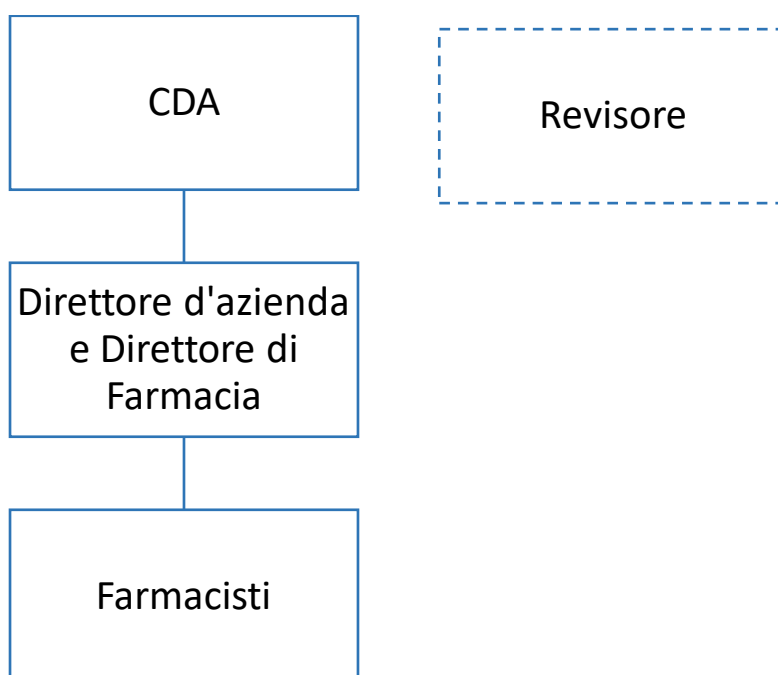 CDA
Revisore
Direttore d'azienda
e Direttore di
Farmacia
Farmacisti